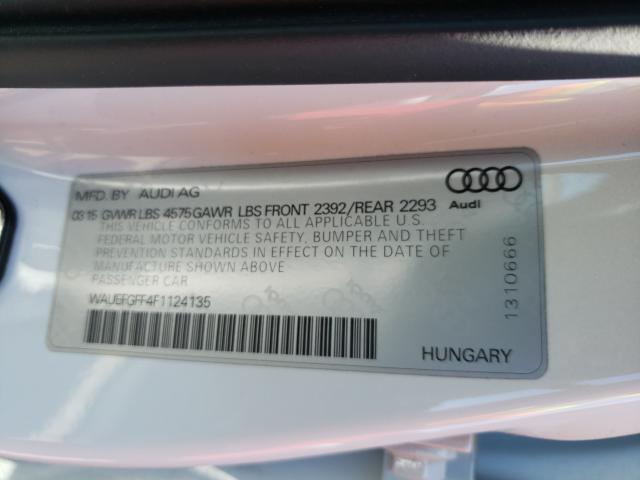 MFD.BY AUDI AG
03 15 GVWR LBS 4575 GAWR LBS FRONT 2392/REAR 2293
THIS VEHICLE CONFORMS TO ALL APPLICABLE U.S.
FEDERAL MOTOR VEHICLE SAFETY, BUMPER AND THEFT
PREVENTION STANDARDS IN EFFECT ON THE DATE OF
MANUFACTURE SHOWN ABOVE
PASSENGER CAR
WAUEFGFF4F1124135
Audi
1310666
HUNGARY